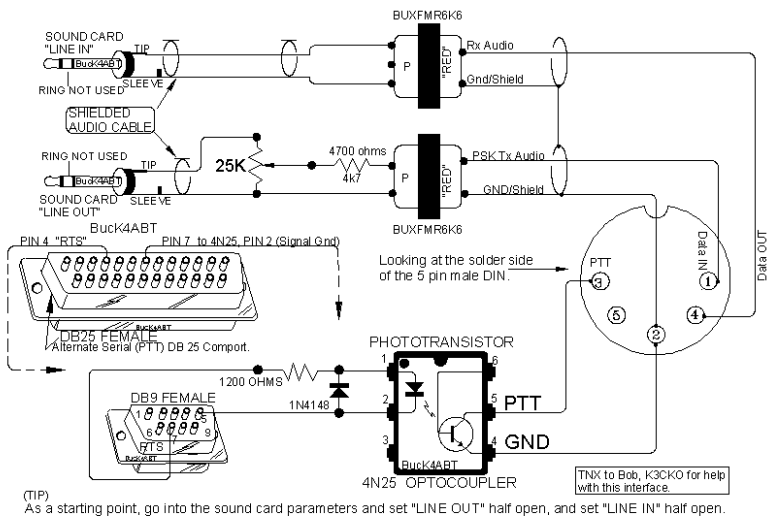 BUXFMR6K6
SOUND CARD
"LINE IN"
TIP
BucK4ABT
SLEEVE
RING NOT USED
P
"RED"
Rx Audio
Gnd/Shield
SHIELDED
AUDIO CABLE
RING NOT USED
TIP
BucK4ABT
SLEEVE
SOUND CARD
"LINE OUT"
25K
4700 ohms
4k7
P
"RED"
PSK Tx Audio
GND/Shield
BUXFMR6K6
BucK4ABT
PIN 4 "RTS"
PIN 7 to 4N25, PIN 2 (Signal Gnd)
Looking at the solder side
of the 5 pin male DIN.
PTT
Data IN
Data OUT
3
1
5
4
2
BucK4ABT
DB25 FEMALE
Alternate Serial (PTT) DB 25 Comport.
PHOTOTRANSISTOR
1200 OHMS
1N4148
1
6
2
5
3
4
PTT
GND
BucK4ABT
4N25 OPTOCOUPLER
DB9 FEMALE
1
5
6
7
9
RTS
BucK4ABT
TNX to Bob, K3CKO for help
with this interface.
(TIP)
As a starting point, go into the sound card parameters and set "LINE OUT" half open, and set "LINE IN" half open.